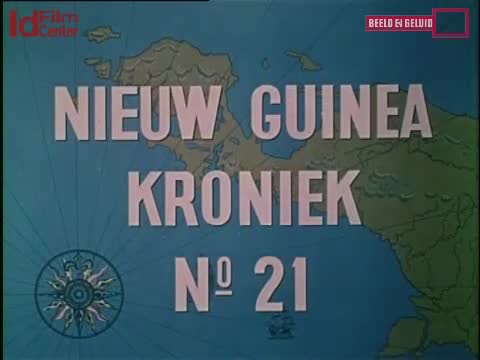 Id Film
Center
BEELD EN GELUID
NIEUW GUINEA
KRONIEK
Nº 21